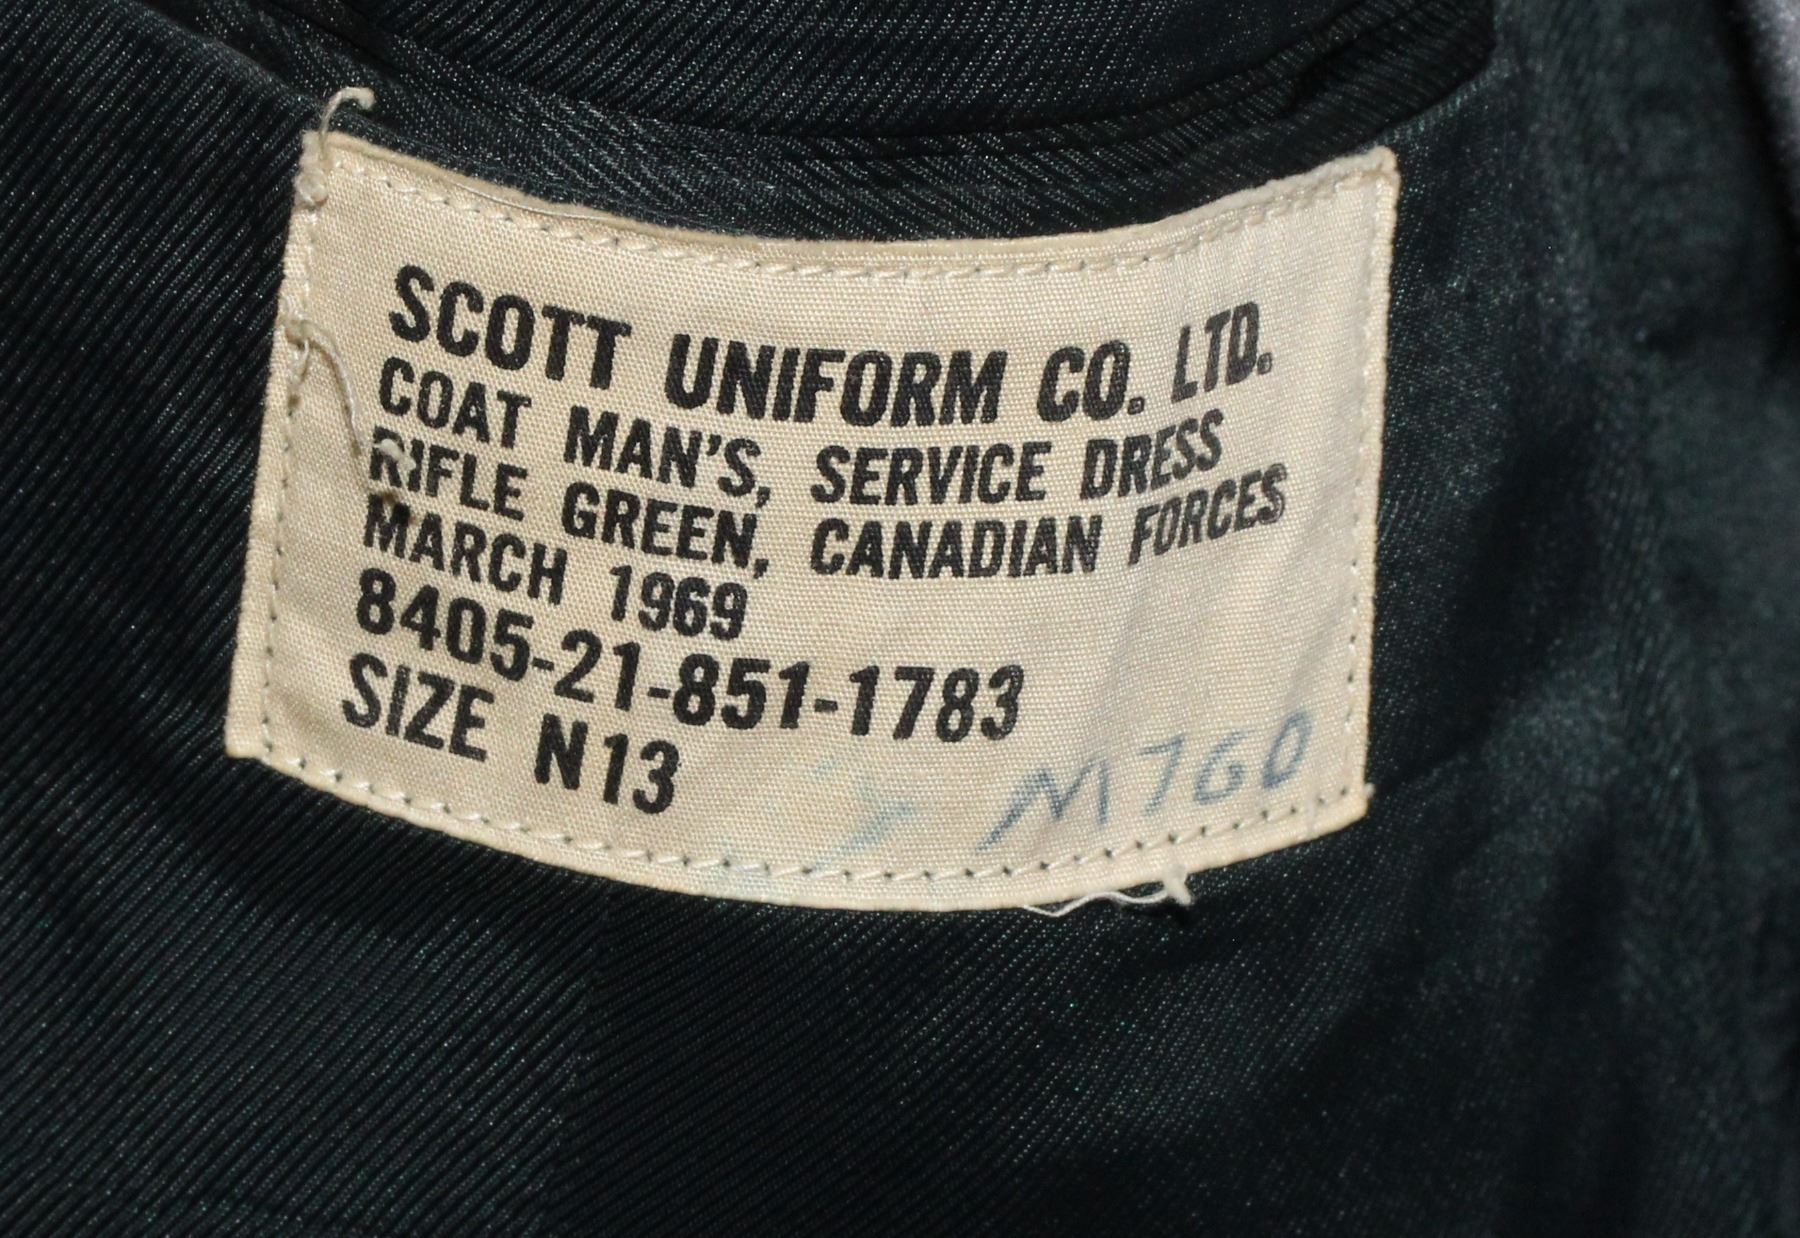 SCOTT UNIFORM CO. LTD.
COAT MAN'S, SERVICE DRESS
RIFLE GREEN, CANADIAN FORCES
MARCH 1969
8405-21-851-1783
SIZE N13
M760